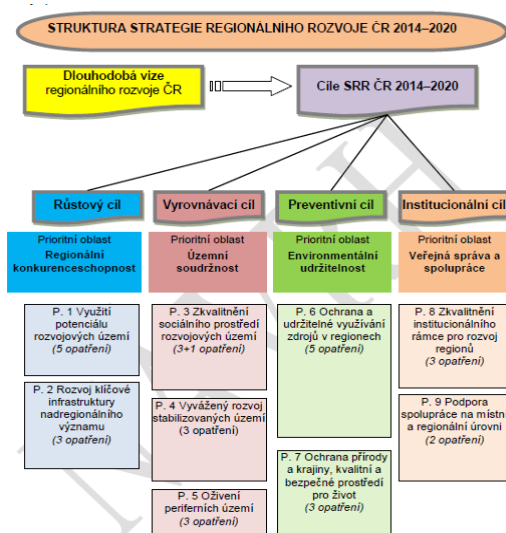 STRUKTURA STRATEGIE REGIONÁLNÍHO ROZVOJE ČR 2014–2020
Dlouhodobá vize
regionálního rozvoje ČR
Cíle SRR ČR 2014–2020
Růstový cíl
Vyrovnávací cíl
Preventivní cíl
Institucionální cíl
Prioritní oblast
Regionální
konkurenceschopnost
Prioritní oblast
Územní
soudržnost
Prioritní oblast
Environmentální
udržitelnost
Prioritní oblast
Veřejná správa a
spolupráce
P. 1 Využití
potenciálu
rozvojových území
(5 opatření)
P. 2 Rozvoj klíčové
infrastruktury
nadregionálního
významu
(3 opatření)
P. 3 Zkvalitnění
sociálního prostředí
rozvojových území
(3+1 opatření)
P. 4 Vyvážený rozvoj
stabilizovaných území
(3 opatření)
P. 5 Oživení
periferních území
(3 opatření)
P. 6 Ochrana a
udržitelné využívání
zdrojů v regionech
(5 opatření)
P. 7 Ochrana přírody
a krajiny, kvalitní a
bezpečné prostředí
pro život
(3 opatření)
P. 8 Zkvalitnění
institucionálního
rámce pro rozvoj
regionů
(3 opatření)
P. 9 Podpora
spolupráce na místn
a regionální úrovni
(2 opatření)